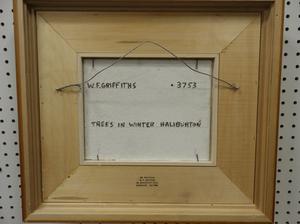 W.F. GRIFFITHS • 3753
TREES IN WINTER HALIBURTON